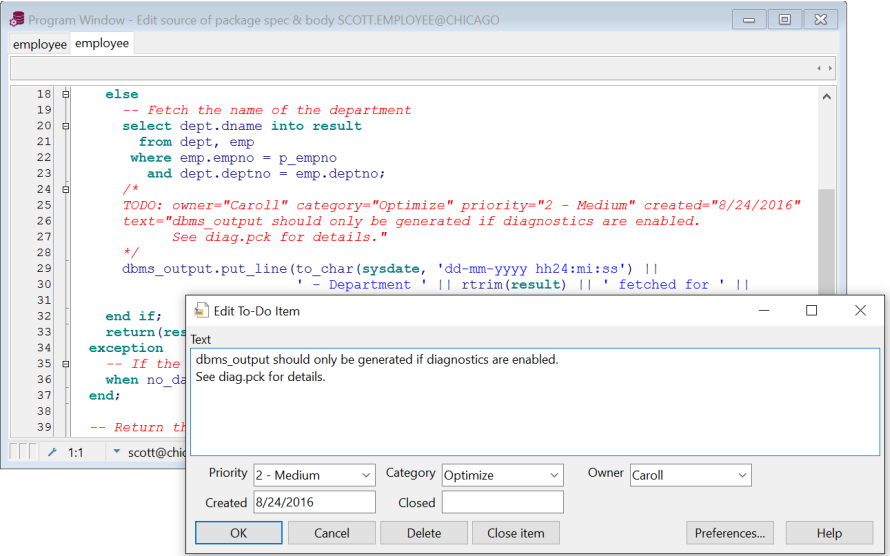 Program Window - Edit source of package spec & body SCOTT.EMPLOYEE@CHICAGO
employee employee
18 else
19 -- Fetch the name of the department
20 select dept.dname into result
21 from dept, emp
22 where emp.empno = p_empno
23 and dept.deptno = emp.deptno;
24 /*
25 TODO: owner="Caroll" category="Optimize" priority="2 - Medium" created="8/24/2016"
26 text="dbms_output should only be generated if diagnostics are enabled.
27 See diag.pck for details."
28 */
29 dbms_output.put_line(to_char(sysdate, 'dd-mm-yyyy hh24:mi:ss') ||
30 ' - Department ' || rtrim(result) || ' fetched for ' ||
31
32 end if;
33 return(res
34 exception
35 -- If the
36 when no_da
37 end;
38
39 -- Return th
1:1 scott@chic
Edit To-Do Item
Text
dbms_output should only be generated if diagnostics are enabled.
See diag.pck for details.
Priority 2 - Medium Category Optimize Owner Caroll
Created 8/24/2016 Closed
OK Cancel Delete Close item Preferences... Help